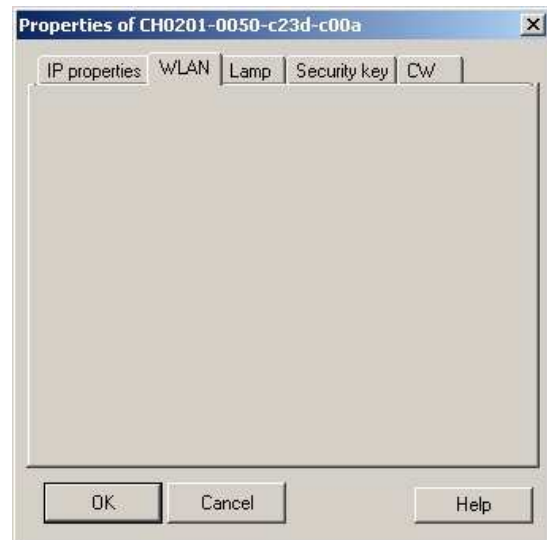 Properties of CH0201-0050-c23d-c00a
IP properties WLAN Lamp Security key CW
OK Cancel Help